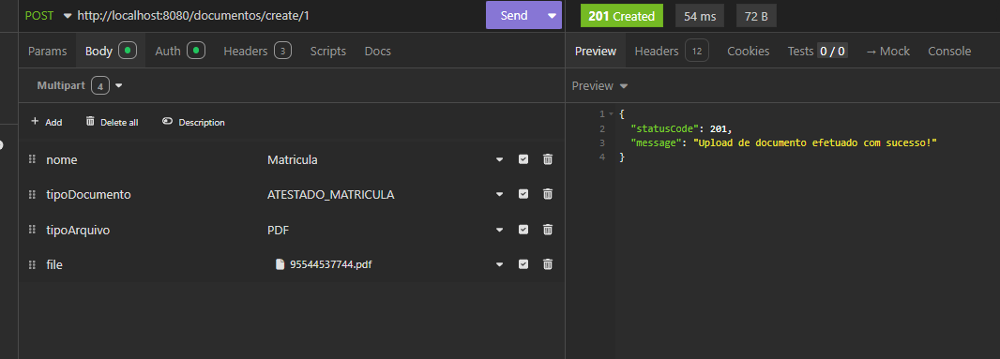 POST http://localhost:8080/documentos/create/1 Send
Params Body Auth Headers 3 Scripts Docs
Multipart 4
+ Add Delete all Description
nome Matricula
tipoDocumento ATESTADO_MATRICULA
tipoArquivo PDF
file 95544537744.pdf
201 Created 54 ms 72 B
Preview Headers 12 Cookies Tests 0 / 0 → Mock Console
Preview
1 {
2 "statusCode": 201,
3 "message": "Upload de documento efetuado com sucesso!"
4 }